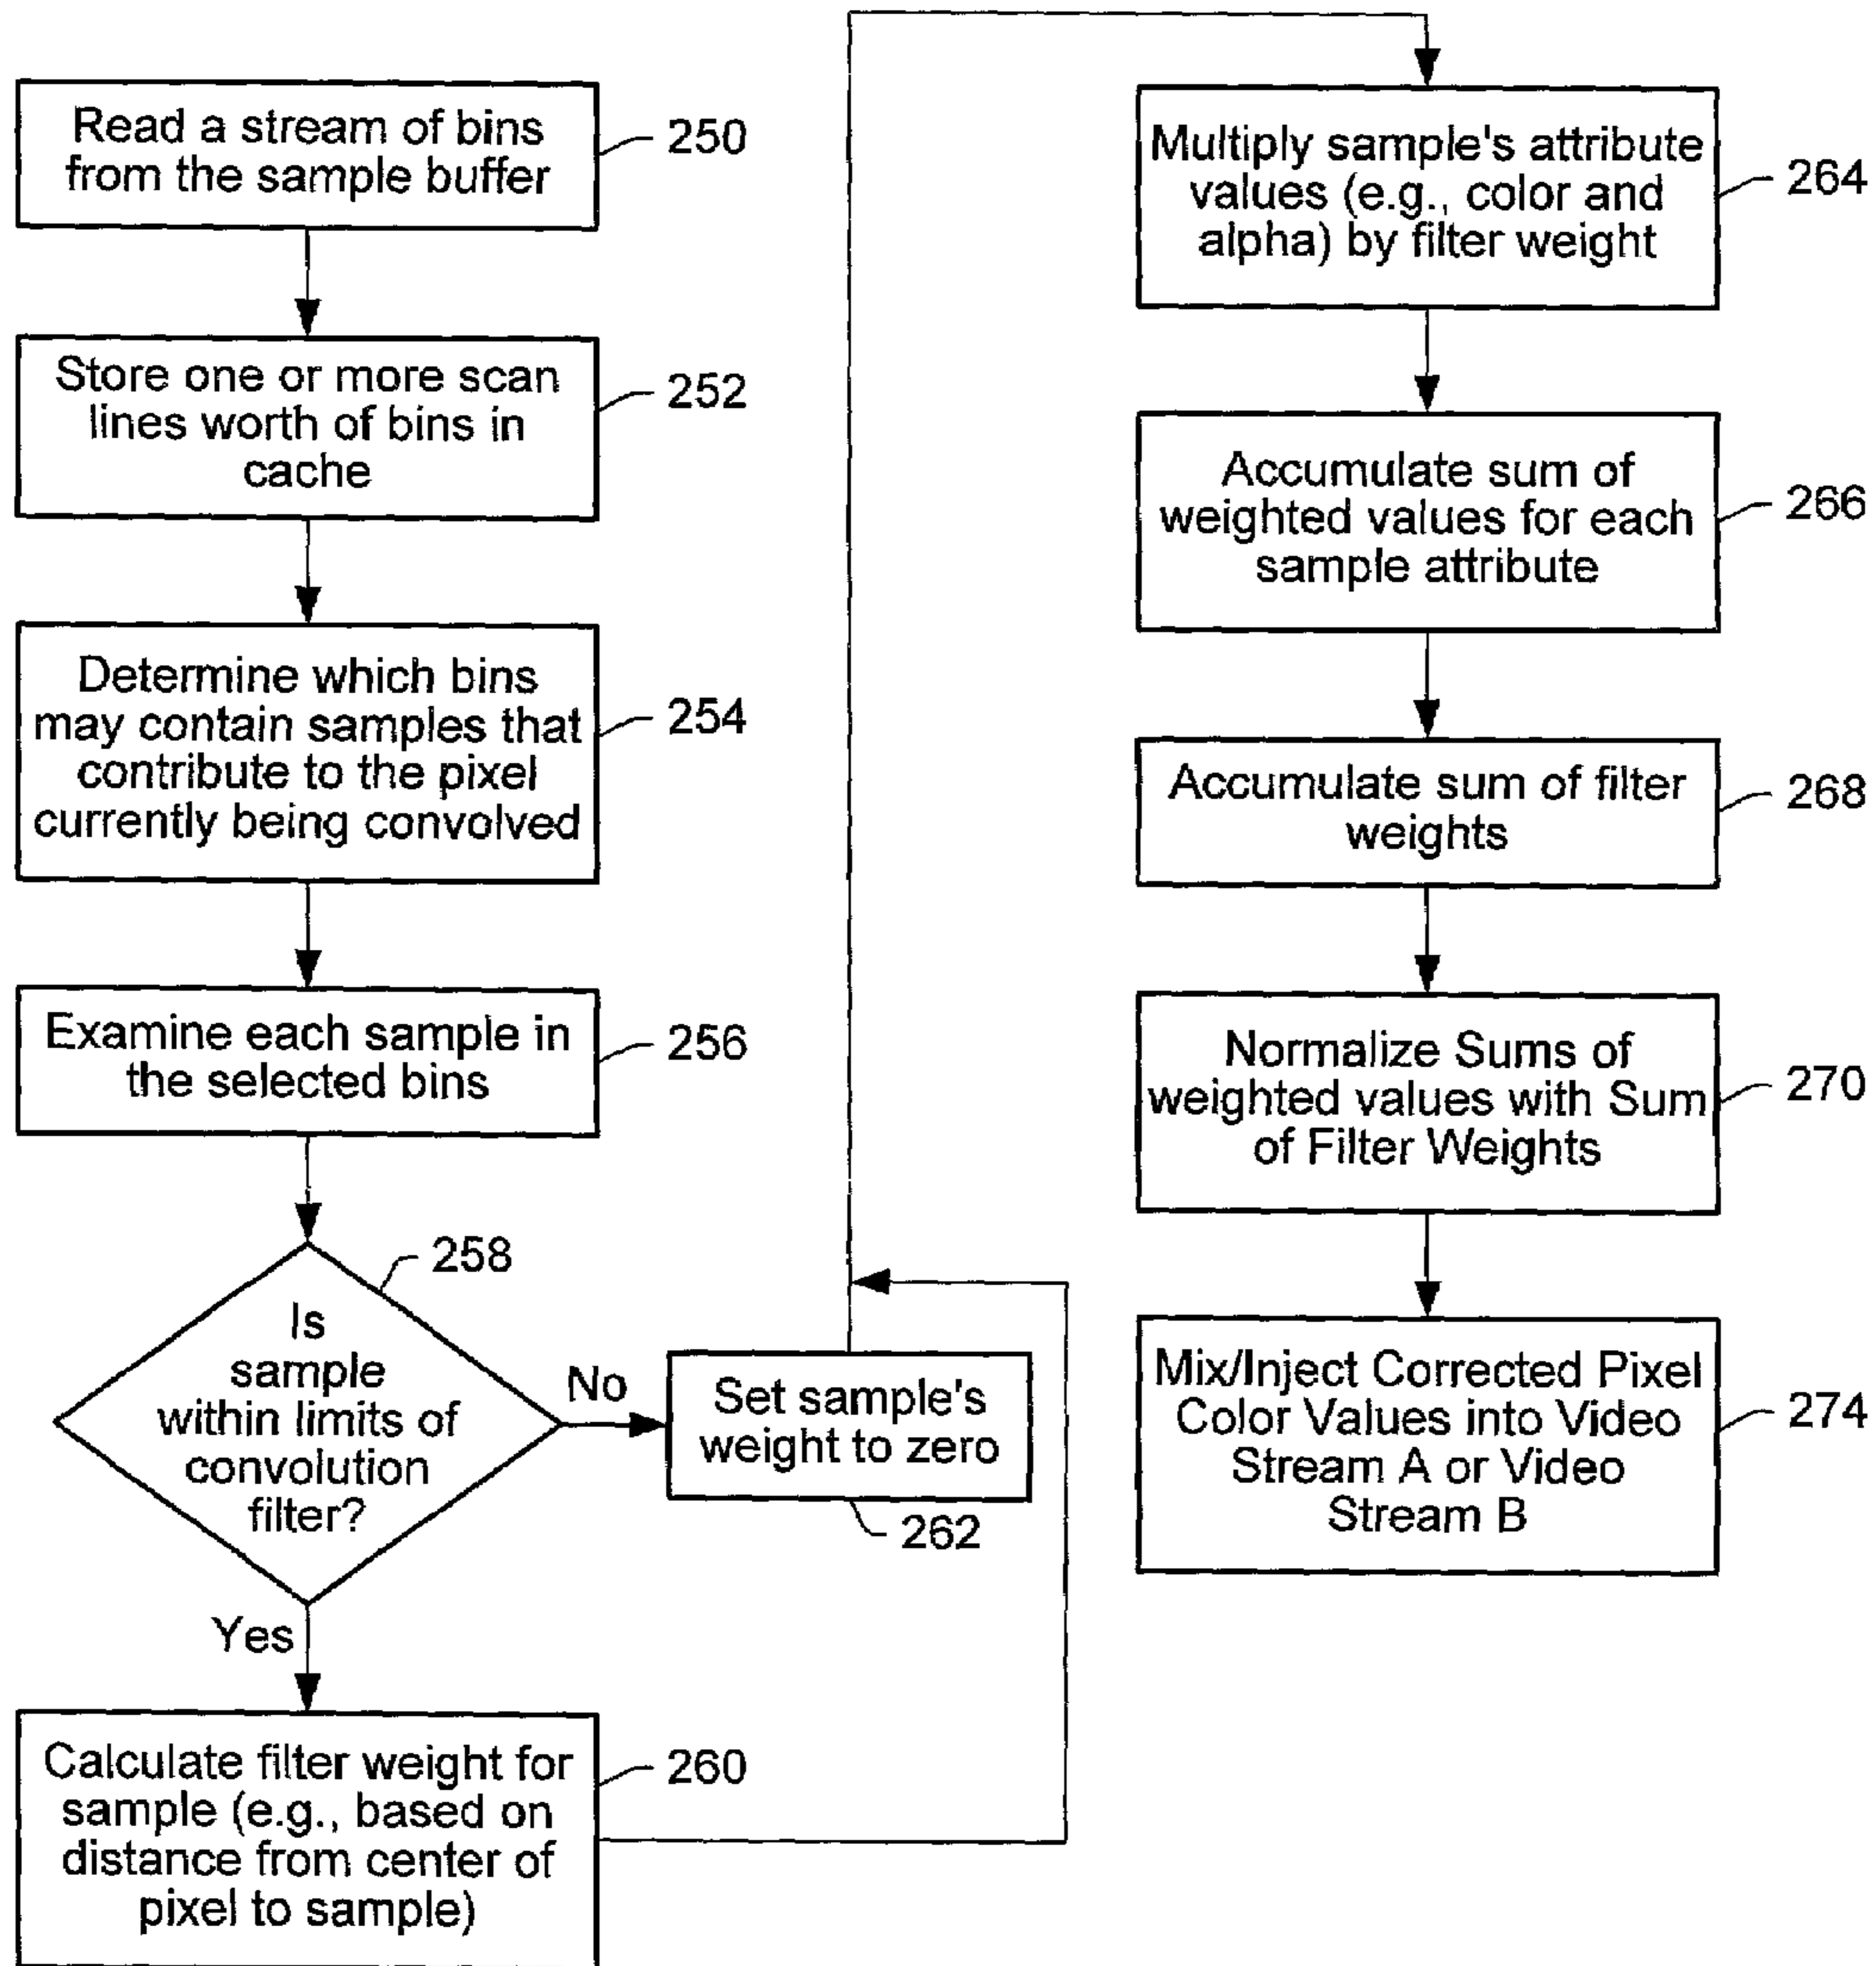 Read a stream of bins
from the sample buffer
250
Store one or more scan
lines worth of bins in
cache
252
Determine which bins
may contain samples that
contribute to the pixel
currently being convolved
254
Examine each sample in
the selected bins
256
258
Is
sample
within limits of
convolution
filter?
No
Set sample's
weight to zero
262
Yes
Calculate filter weight for
sample (e.g., based on
distance from center of
pixel to sample)
260
Multiply sample's attribute
values (e.g., color and
alpha) by filter weight
264
Accumulate sum of
weighted values for each
sample attribute
266
Accumulate sum of filter
weights
268
Normalize Sums of
weighted values with Sum
of Filter Weights
270
Mix/Inject Corrected Pixel
Color Values into Video
Stream A or Video
Stream B
274